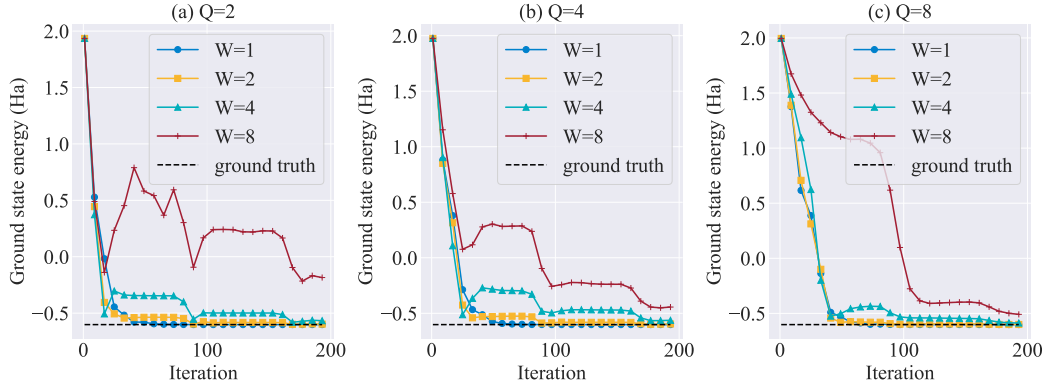 (a) Q=2
Ground state energy (Ha)
2.0
1.5
1.0
0.5
0.0
−0.5
W=1
W=2
W=4
W=8
ground truth
0
100
200
Iteration
(b) Q=4
Ground state energy (Ha)
2.0
1.5
1.0
0.5
0.0
−0.5
W=1
W=2
W=4
W=8
ground truth
0
100
200
Iteration
(c) Q=8
Ground state energy (Ha)
2.0
1.5
1.0
0.5
0.0
−0.5
W=1
W=2
W=4
W=8
ground truth
0
100
200
Iteration